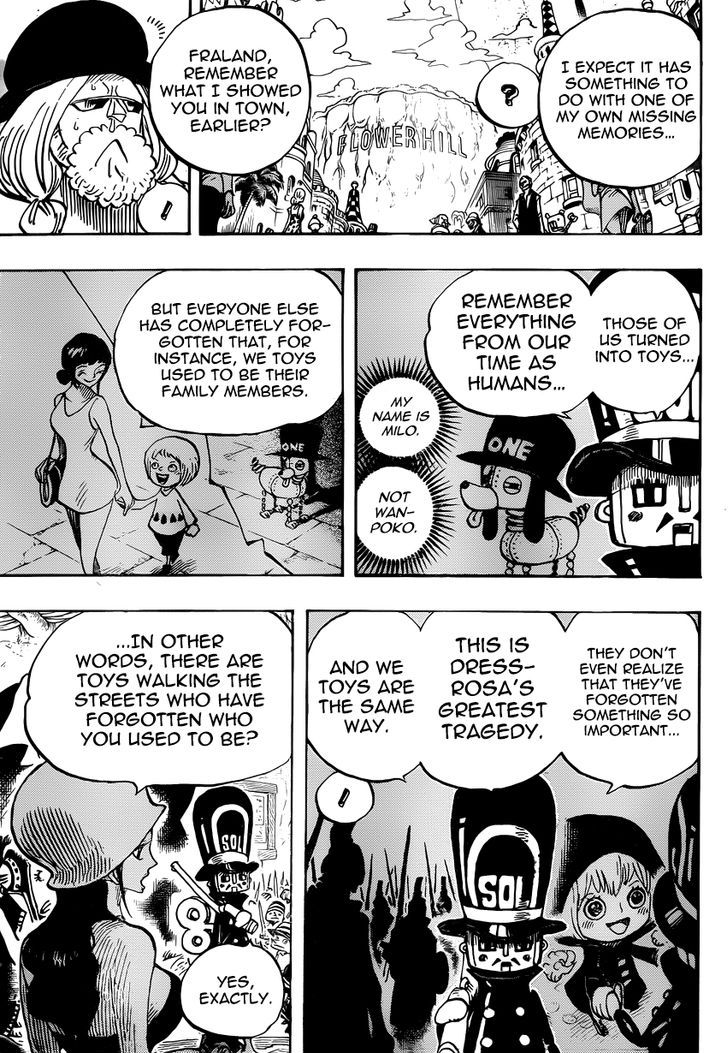 I EXPECT IT HAS
SOMETHING TO
DO WITH ONE OF
MY OWN MISSING
MEMORIES...
?
FLOWER HILL
FRALAND,
REMEMBER
WHAT I SHOWED
YOU IN TOWN,
EARLIER?
!
THOSE OF
US TURNED
INTO TOYS...
REMEMBER
EVERYTHING
FROM OUR
TIME AS
HUMANS...
MY
NAME IS
MILO.
NOT
WAN-
POKO.
ONE
BUT EVERYONE ELSE
HAS COMPLETELY FOR-
GOTTEN THAT, FOR
INSTANCE, WE TOYS
USED TO BE THEIR
FAMILY MEMBERS.
ONE
THEY DON'T
EVEN REALIZE
THAT THEY'VE
FORGOTTEN
SOMETHING SO
IMPORTANT...
THIS IS
DRESS-
ROSA'S
GREATEST
TRAGEDY.
AND WE
TOYS ARE
THE SAME
WAY.
!
SOL
...IN OTHER
WORDS, THERE ARE
TOYS WALKING THE
STREETS WHO HAVE
FORGOTTEN WHO
YOU USED TO BE?
SOL
YES,
EXACTLY.